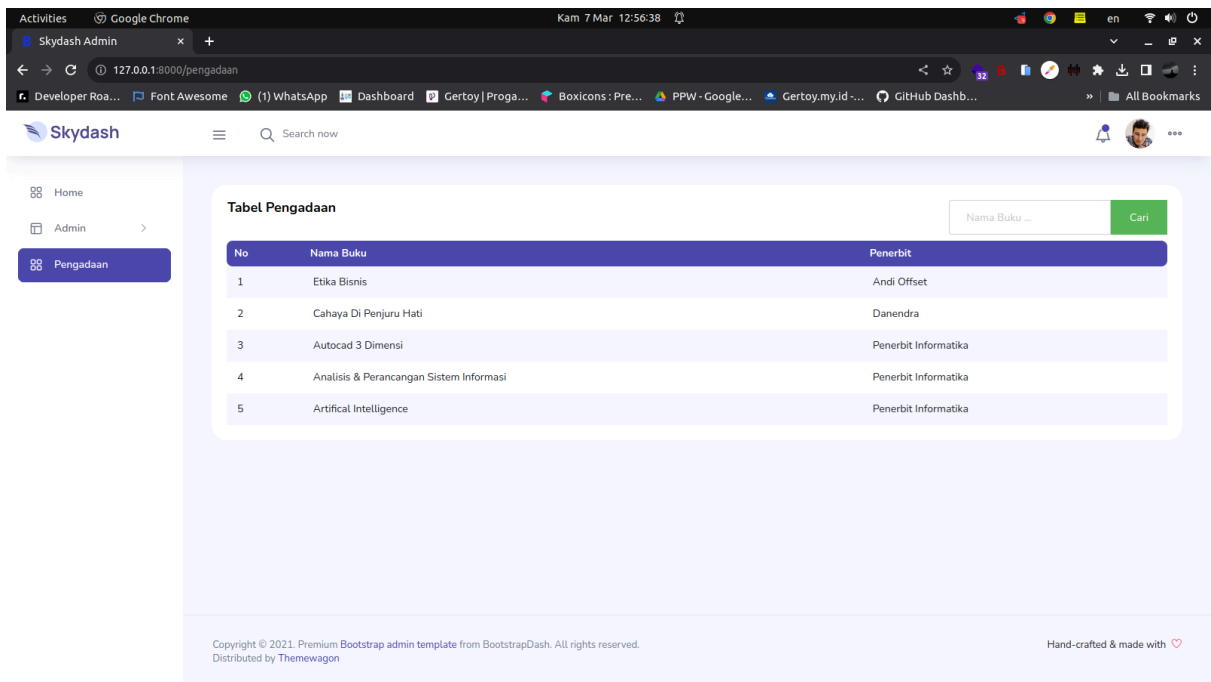 Activities Google Chrome Kam 7 Mar 12:56:38 en
Skydash Admin
127.0.0.1:8000/pengadaan 32
Developer Roa... Font Awesome (1) WhatsApp Dashboard Gertoy | Proga... Boxicons : Pre... PPW - Google... Gertoy.my.id -... GitHub Dashb... » All Bookmarks
Skydash Search now
Home
Admin
Pengadaan
Tabel Pengadaan Nama Buku ... Cari
No Nama Buku Penerbit
1 Etika Bisnis Andi Offset
2 Cahaya Di Penjuru Hati Danendra
3 Autocad 3 Dimensi Penerbit Informatika
4 Analisis & Perancangan Sistem Informasi Penerbit Informatika
5 Artifical Intelligence Penerbit Informatika
Copyright © 2021. Premium Bootstrap admin template from BootstrapDash. All rights reserved. Hand-crafted & made with
Distributed by Themewagon